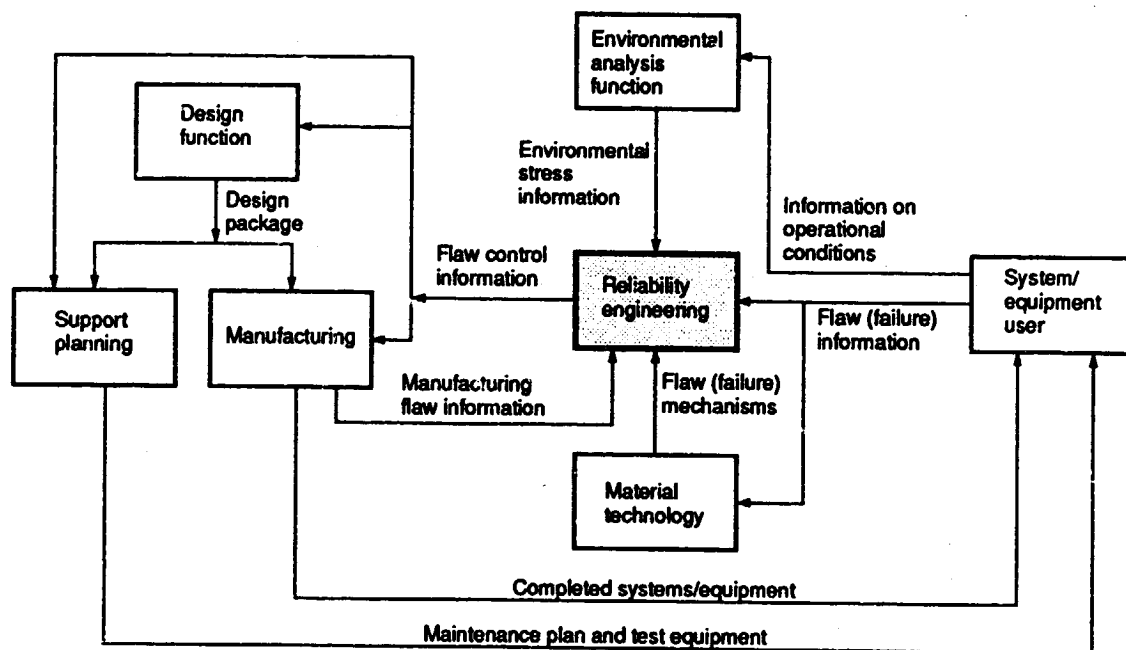 Environmental
analysis
function
Design
function
Environmental
stress
information
Design
package
Information on
operational
conditions
Flaw control
information
Reliability
engineering
System/
equipment
user
Support
planning
Manufacturing
Flaw (failure)
information
Manufacturing
flaw information
Flaw (failure)
mechanisms
Material
technology
Completed systems/equipment
Maintenance plan and test equipment